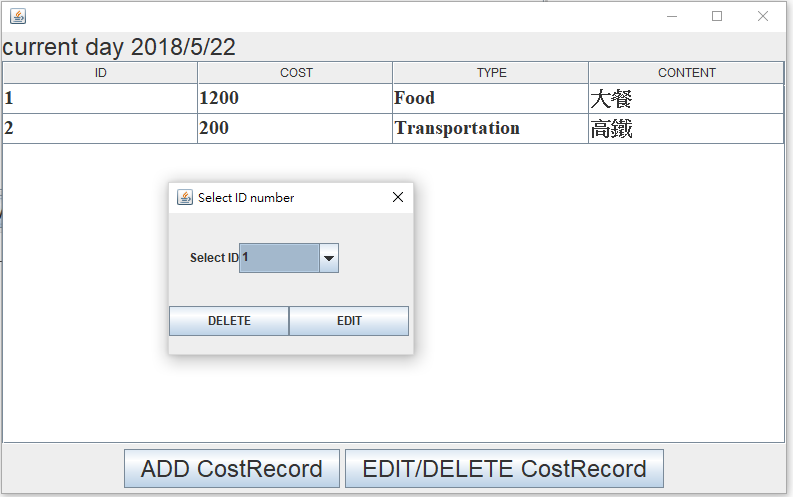 current day 2018/5/22
ID COST TYPE CONTENT
1 1200 Food 大餐
2 200 Transportation 高鐵
Select ID number
Select ID 1
DELETE EDIT
ADD CostRecord EDIT/DELETE CostRecord